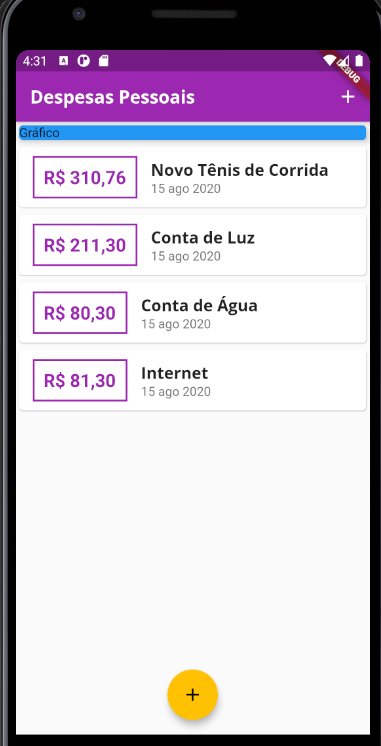 4:31
DEBUG
Despesas Pessoais
+
Gráfico
R$ 310,76
Novo Tênis de Corrida
15 ago 2020
R$ 211,30
Conta de Luz
15 ago 2020
R$ 80,30
Conta de Água
15 ago 2020
R$ 81,30
Internet
15 ago 2020
+